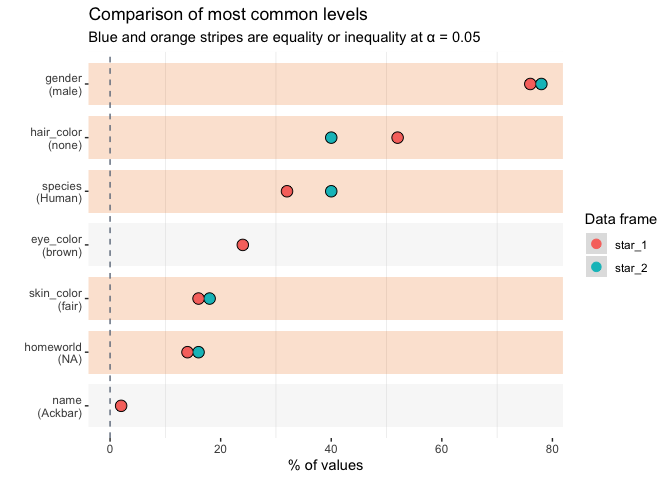 Comparison of most common levels
Blue and orange stripes are equality or inequality at α = 0.05
gender
(male)
hair_color
(none)
species
(Human)
eye_color
(brown)
skin_color
(fair)
homeworld
(NA)
name
(Ackbar)
0
20
40
60
80
% of values
Data frame
star_1
star_2